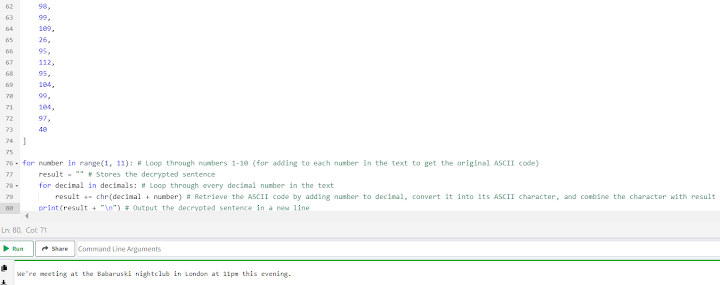 62 98,
63 99,
64 109,
65 26,
66 95,
67 112,
68 95,
69 104,
70 99,
71 104,
72 97,
73 40
74 ]
75
76 for number in range(1, 11): # Loop through numbers 1-10 (for adding to each number in the text to get the original ASCII code)
77 result = "" # Stores the decrypted sentence
78 for decimal in decimals: # Loop through every decimal number in the text
79 result += chr(decimal + number) # Retrieve the ASCII code by adding number to decimal, convert it into its ASCII character, and combine the character with result
80 print(result + "\n") # Output the decrypted sentence in a new line
Ln: 80, Col: 71
Run Share Command Line Arguments
We're meeting at the Babaruski nightclub in London at 11pm this evening.